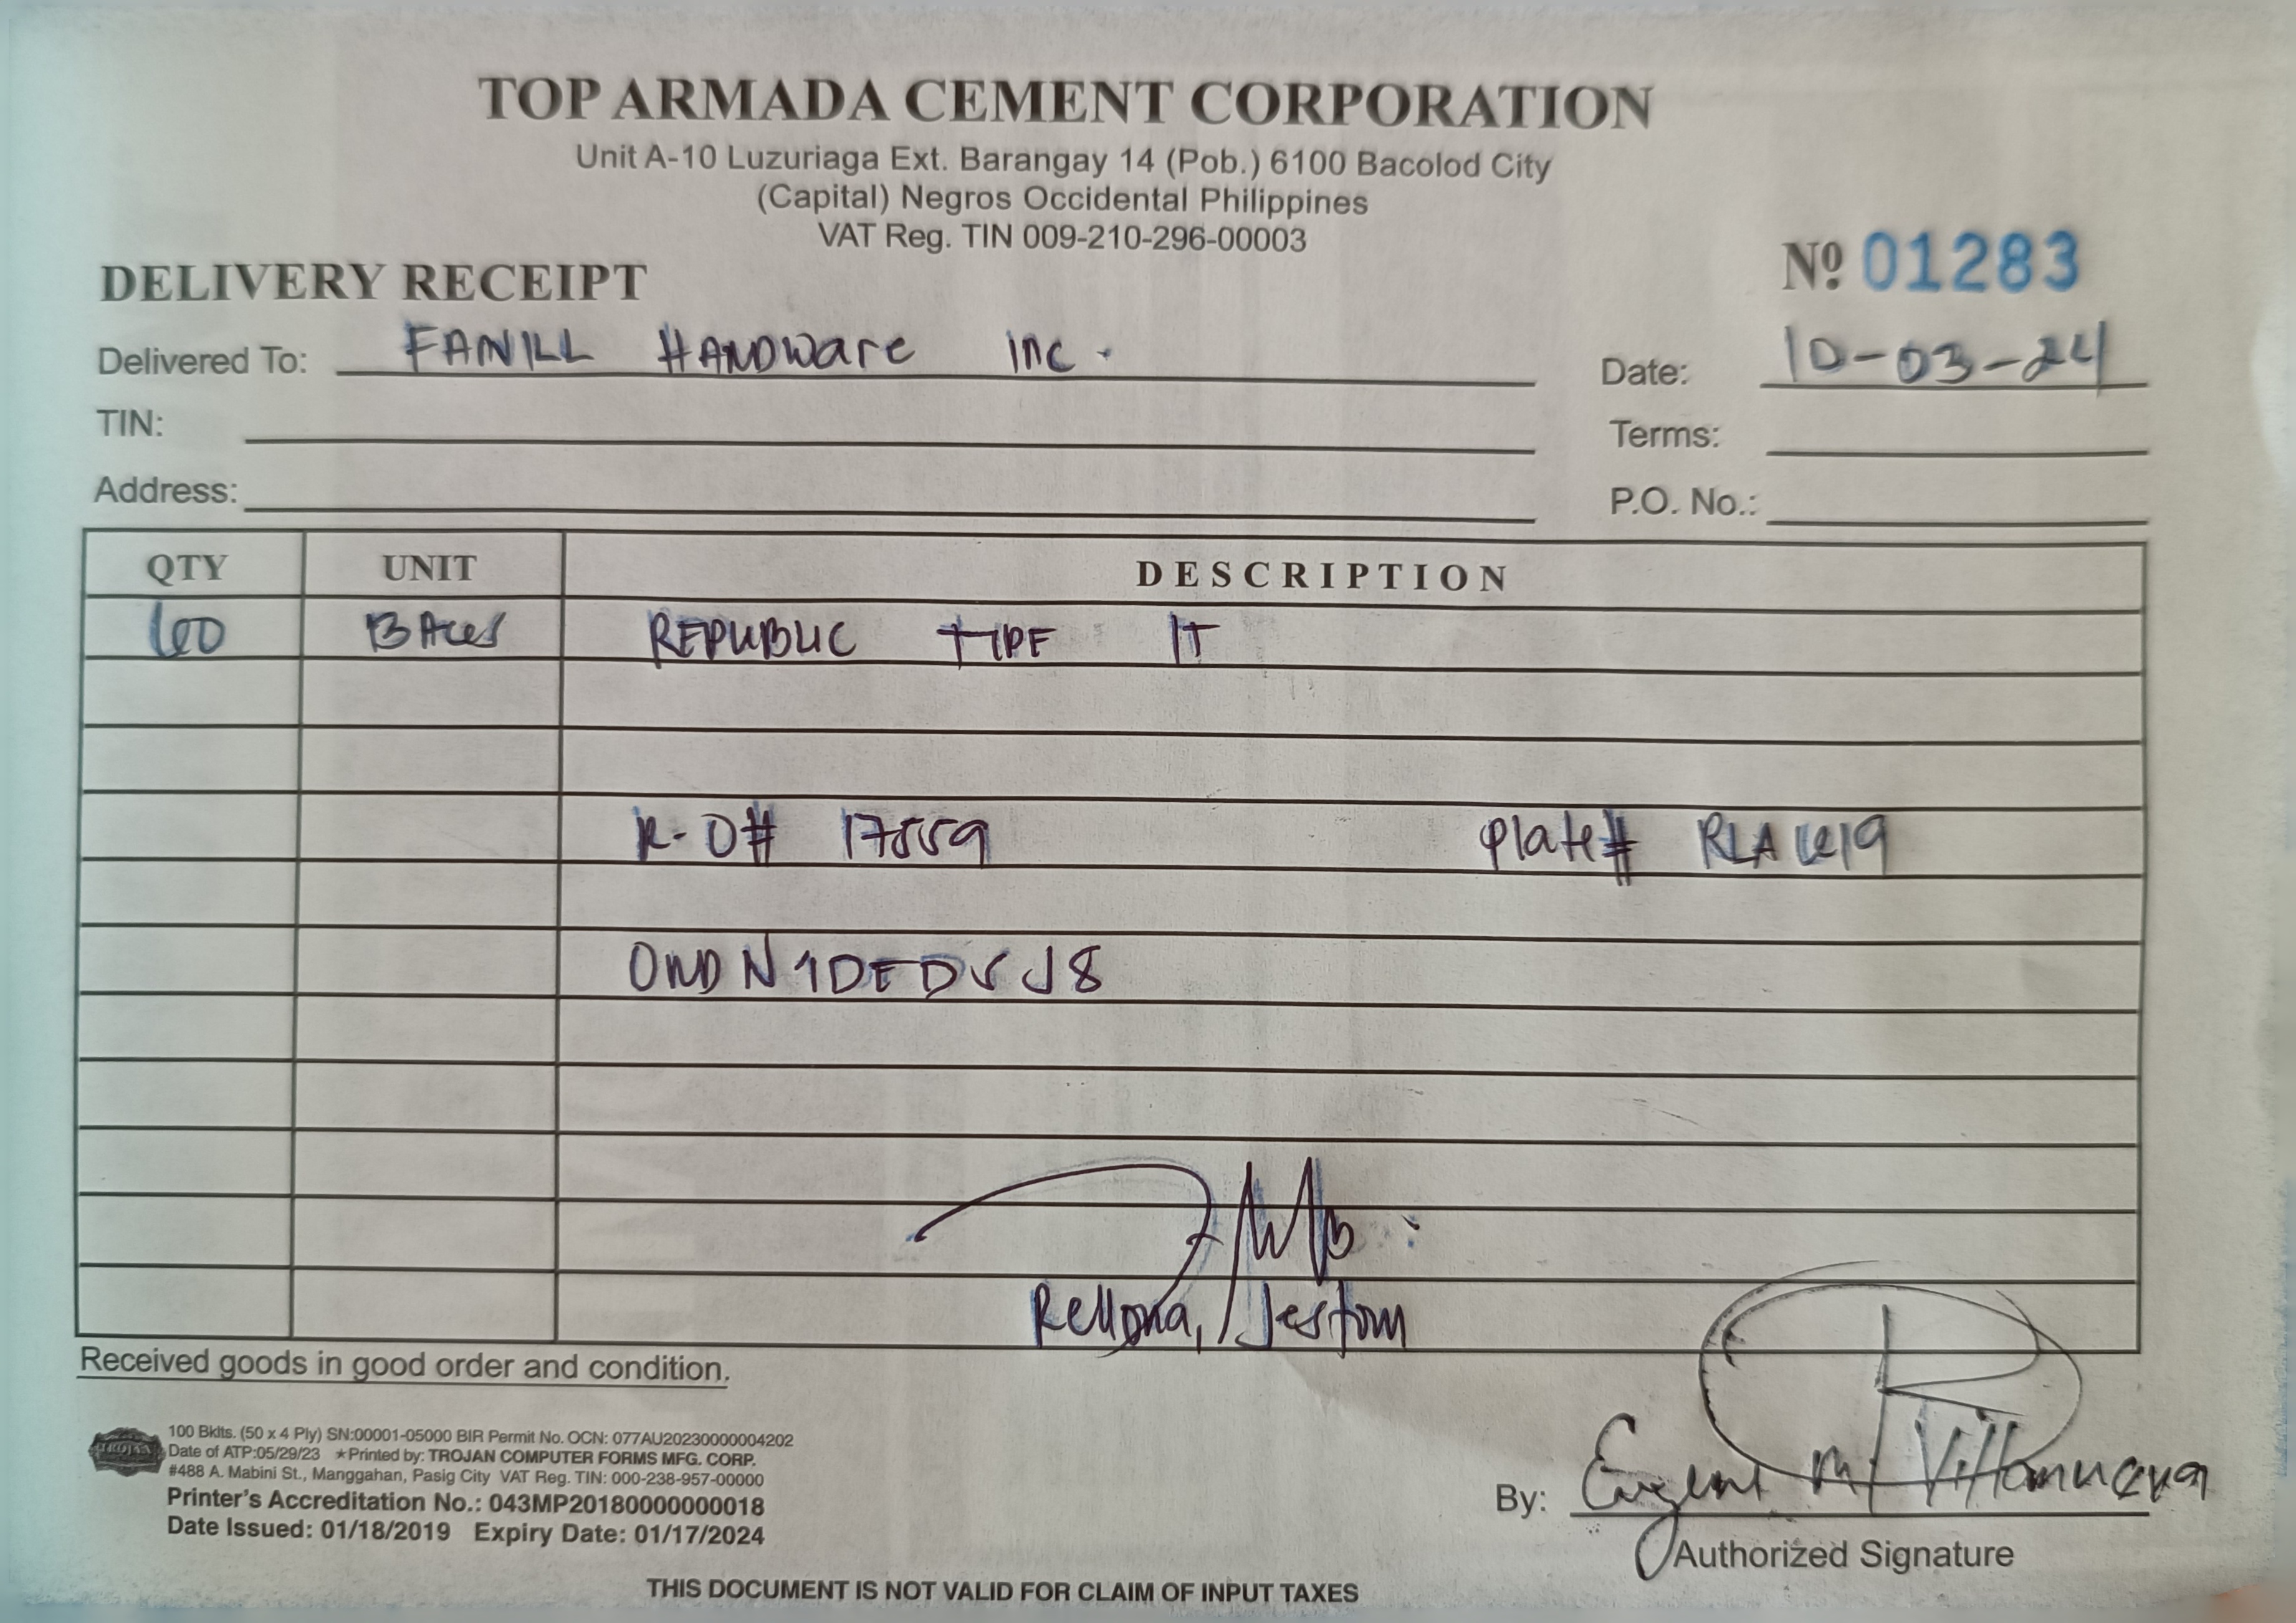 TOP ARMADA CEMENT CORPORATION
Unit A-10 Luzuriaga Ext. Barangay 14 (Pob.) 6100 Bacolod City
(Capital) Negros Occidental Philippines
VAT Reg. TIN 009-210-296-00003
DELIVERY RECEIPT
Nº 01283
Delivered To: FANILL HARDware Inc.
Date: 10-03-24
TIN:
Terms:
Address:
P.O. No.:
QTY UNIT DESCRIPTION
60 BAGS REPUBLIC TYPE 1T
R-O# 17559 Plate# RLA 619
Rellona, Jestom
Received goods in good order and condition.
TROJAN
100 Bklts. (50 x 4 Ply) SN:00001-05000 BIR Permit No. OCN: 077AU20230000004202
Date of ATP:05/29/23 ★Printed by: TROJAN COMPUTER FORMS MFG. CORP.
#488 A. Mabini St., Manggahan, Pasig City VAT Reg. TIN: 000-238-957-00000
Printer's Accreditation No.: 043MP20180000000018
Date Issued: 01/18/2019 Expiry Date: 01/17/2024
By: M. Villanueva
Authorized Signature
THIS DOCUMENT IS NOT VALID FOR CLAIM OF INPUT TAXES